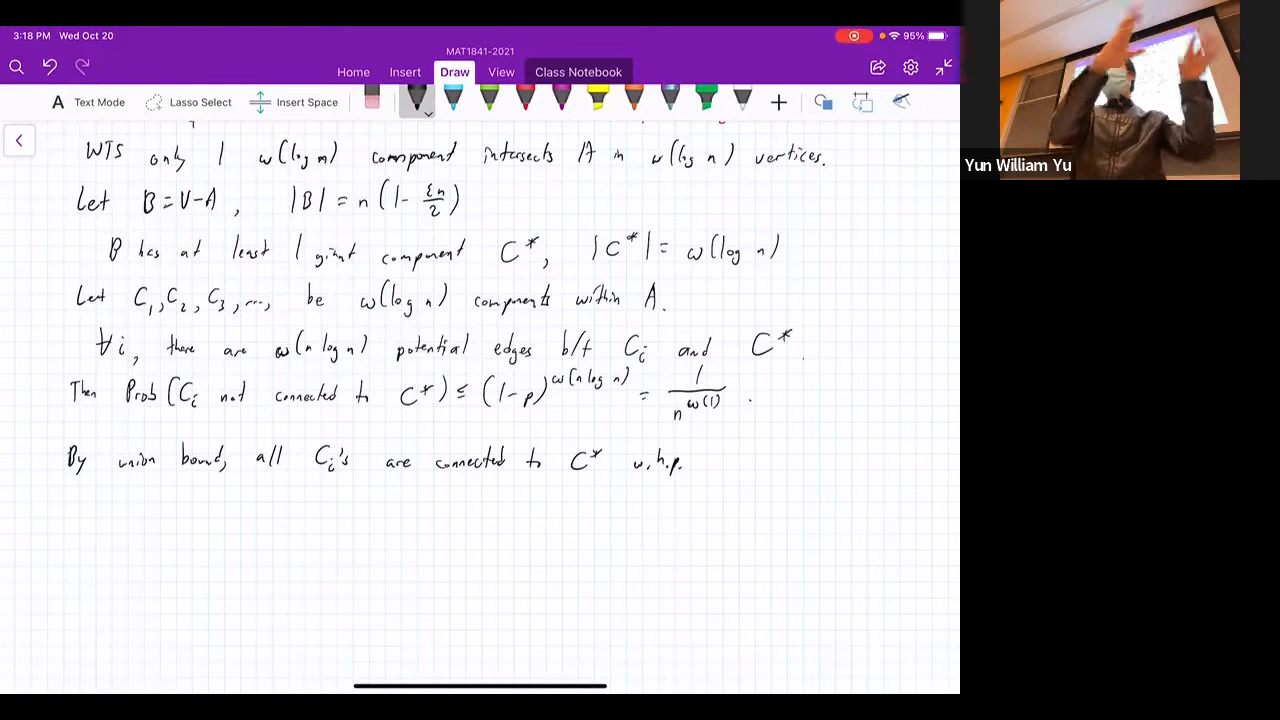 3:18 PM Wed Oct 20
95%
MAT1841-2021
Home Insert Draw View Class Notebook
A Text Mode Lasso Select Insert Space
WTS only 1 ω(log n) component intersects A in ω(log n) vertices.
Let B = V-A, |B| = n(1 - εn/2)
B has at least 1 giant component C*, |C*| = ω(log n)
Let C₁, C₂, C₃, ..., be ω(log n) components within A.
∀i, there are ω(n log n) potential edges b/t Cᵢ and C*.
Then Prob(Cᵢ not connected to C*) ≤ (1-p)^ω(n log n) = 1/n^ω(1).
By union bound, all Cᵢ's are connected to C* w.h.p.
Yun William Yu